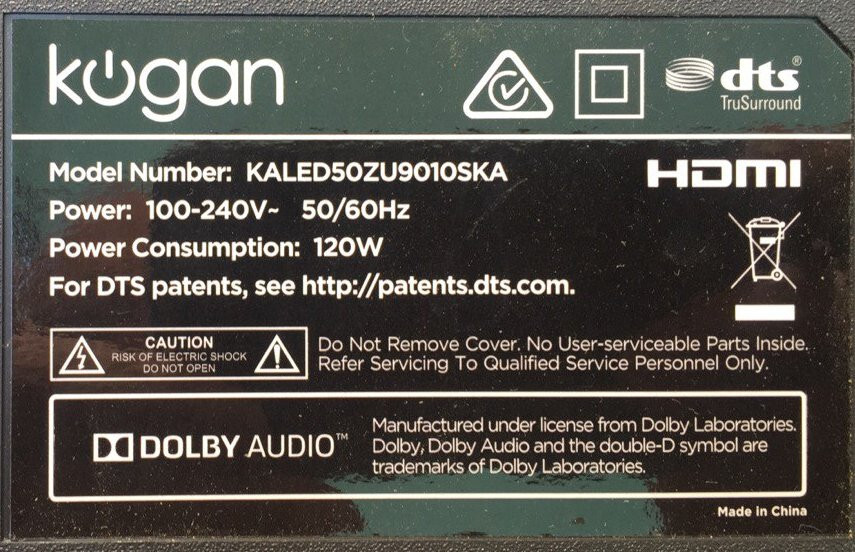 kogan
dts®
TruSurround
Model Number: KALED50ZU9010SKA
HDMI
Power: 100-240V~ 50/60Hz
Power Consumption: 120W
For DTS patents, see http://patents.dts.com.
CAUTION
RISK OF ELECTRIC SHOCK
DO NOT OPEN
Do Not Remove Cover. No User-serviceable Parts Inside.
Refer Servicing To Qualified Service Personnel Only.
DOLBY AUDIO™
Manufactured under license from Dolby Laboratories.
Dolby, Dolby Audio and the double-D symbol are
trademarks of Dolby Laboratories.
Made in China